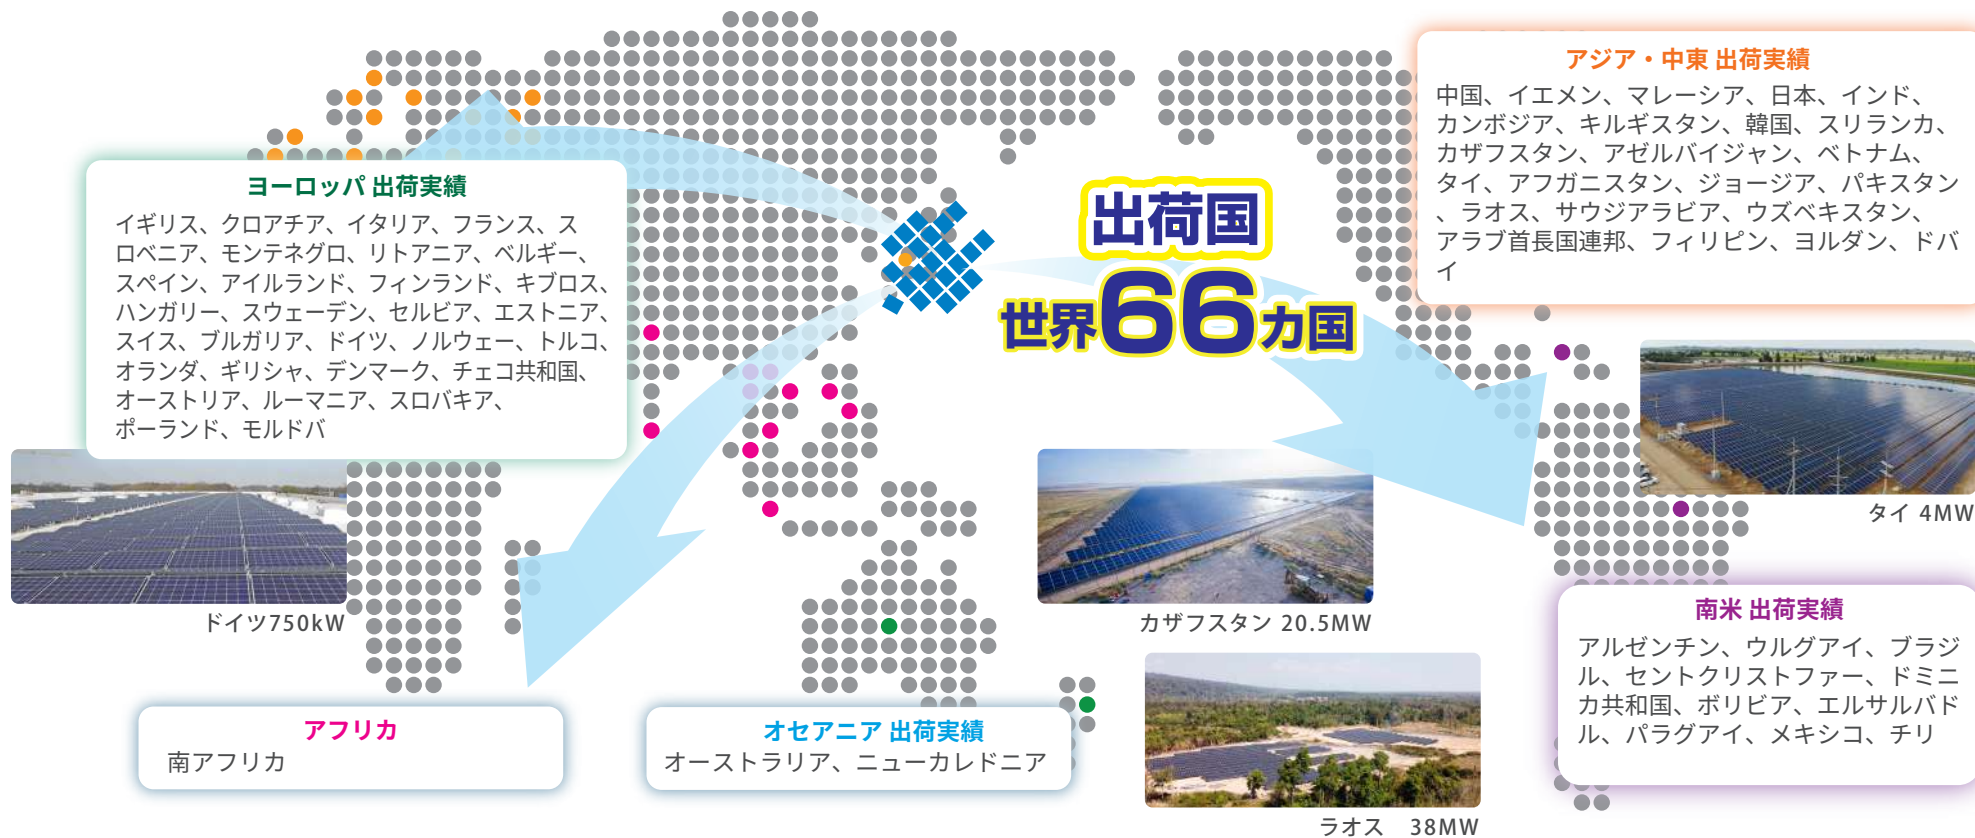 アジア・中東 出荷実績
中国、イエメン、マレーシア、日本、インド、
カンボジア、キルギスタン、韓国、スリランカ、
カザフスタン、アゼルバイジャン、ベトナム、
タイ、アフガニスタン、ジョージア、パキスタン
、ラオス、サウジアラビア、ウズベキスタン、
アラブ首長国連邦、フィリピン、ヨルダン、ドバ
イ
ヨーロッパ 出荷実績
イギリス、クロアチア、イタリア、フランス、ス
ロベニア、モンテネグロ、リトアニア、ベルギー、
スペイン、アイルランド、フィンランド、キプロス、
ハンガリー、スウェーデン、セルビア、エストニア、
スイス、ブルガリア、ドイツ、ノルウェー、トルコ、
オランダ、ギリシャ、デンマーク、チェコ共和国、
オーストリア、ルーマニア、スロバキア、
ポーランド、モルドバ
出荷国
世界66カ国
タイ 4MW
ドイツ750kW
カザフスタン 20.5MW
南米 出荷実績
アルゼンチン、ウルグアイ、ブラジ
ル、セントクリストファー、ドミニ
カ共和国、ボリビア、エルサルバド
ル、パラグアイ、メキシコ、チリ
アフリカ
南アフリカ
オセアニア 出荷実績
オーストラリア、ニューカレドニア
ラオス 38MW